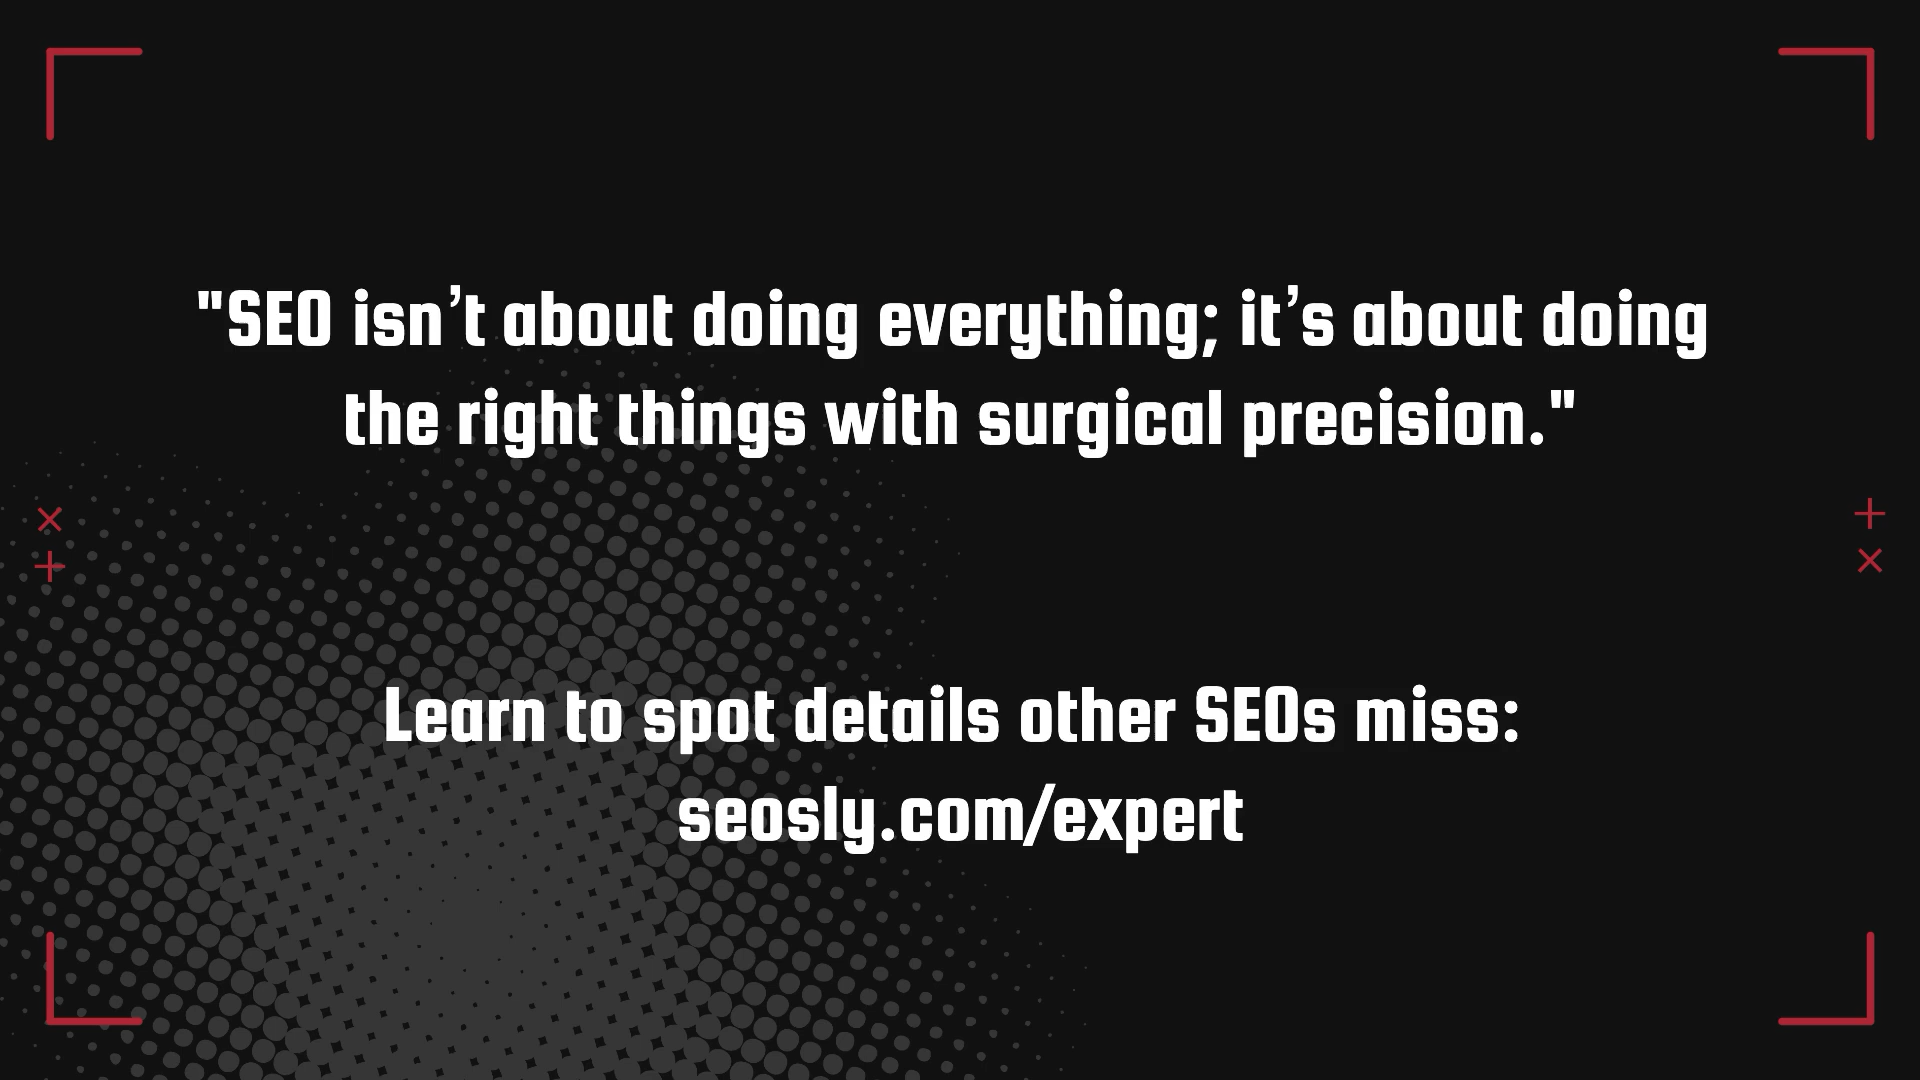 "SEO isn’t about doing everything; it’s about doing
the right things with surgical precision."
Learn to spot details other SEOs miss:
seosly.com/expert